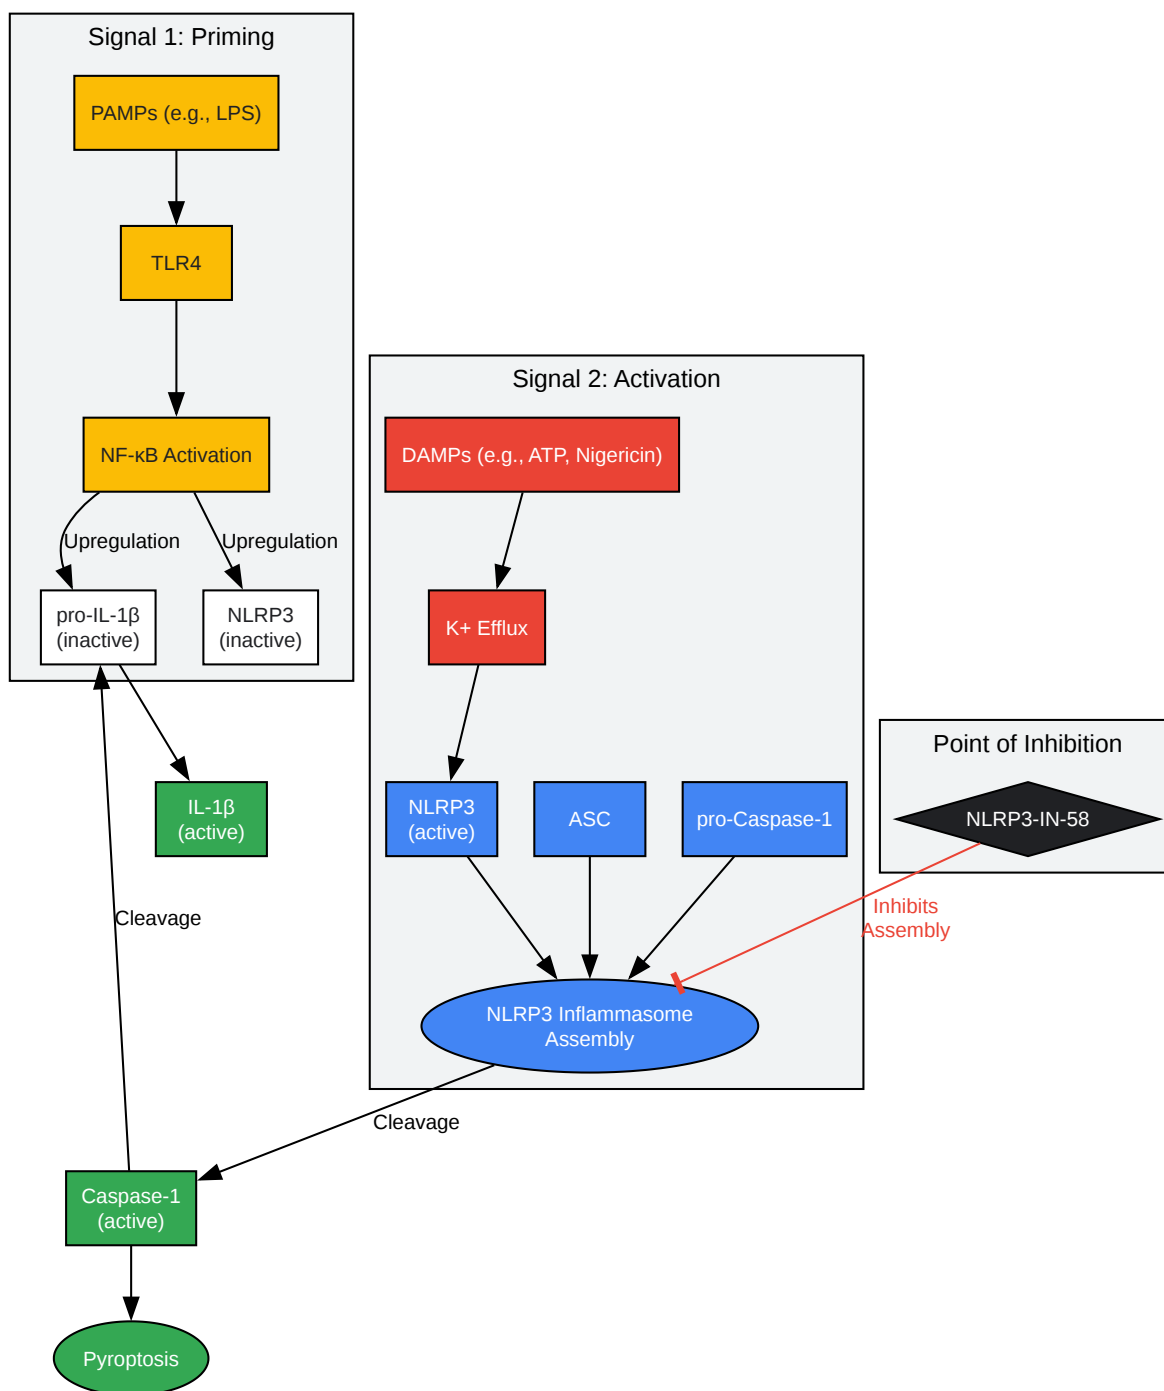 Signal 1: Priming
PAMPs (e.g., LPS)
TLR4
NF-κB Activation
Upregulation
Upregulation
pro-IL-1β
(inactive)
NLRP3
(inactive)
IL-1β
(active)
Cleavage
Signal 2: Activation
DAMPs (e.g., ATP, Nigericin)
K+ Efflux
NLRP3
(active)
ASC
pro-Caspase-1
NLRP3 Inflammasome
Assembly
Point of Inhibition
NLRP3-IN-58
Inhibits
Assembly
Cleavage
Caspase-1
(active)
Pyroptosis